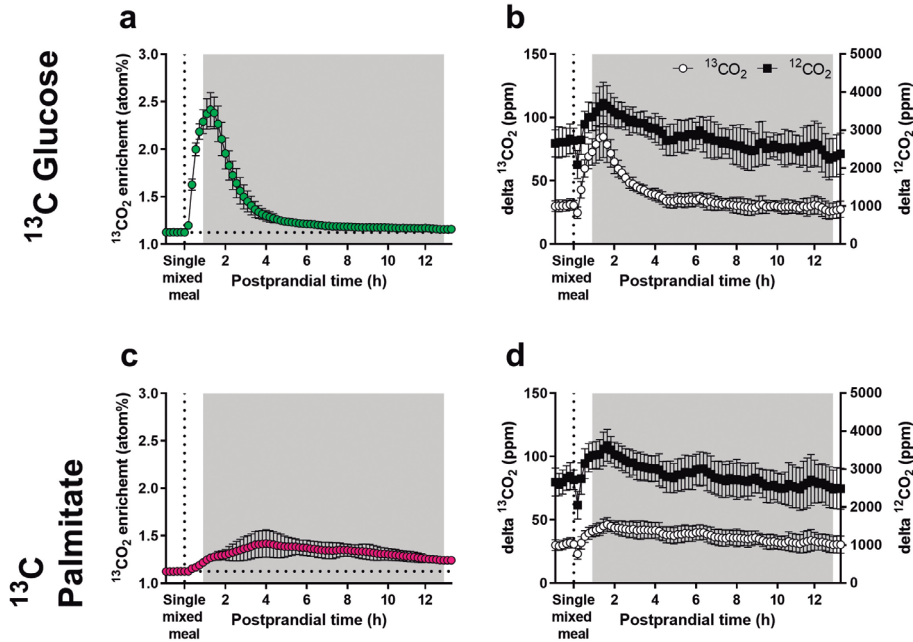 a
b
¹³C Glucose
¹³CO₂ enrichemt (atom%)
3.0
2.5
2.0
1.5
1.0
Single
mixed
meal
2
4
6
8
10
12
Postprandial time (h)
delta ¹³CO₂ (ppm)
150
100
50
0
¹³CO₂
¹²CO₂
5000
4000
3000
2000
1000
0
delta ¹²CO₂ (ppm)
Single
mixed
meal
2
4
6
8
10
12
Postprandial time (h)
c
d
¹³C
Palmitate
¹³CO₂ enrichemt (atom%)
3.0
2.5
2.0
1.5
1.0
Single
mixed
meal
2
4
6
8
10
12
Postprandial time (h)
delta ¹³CO₂ (ppm)
150
100
50
0
5000
4000
3000
2000
1000
0
delta ¹²CO₂ (ppm)
Single
mixed
meal
2
4
6
8
10
12
Postprandial time (h)